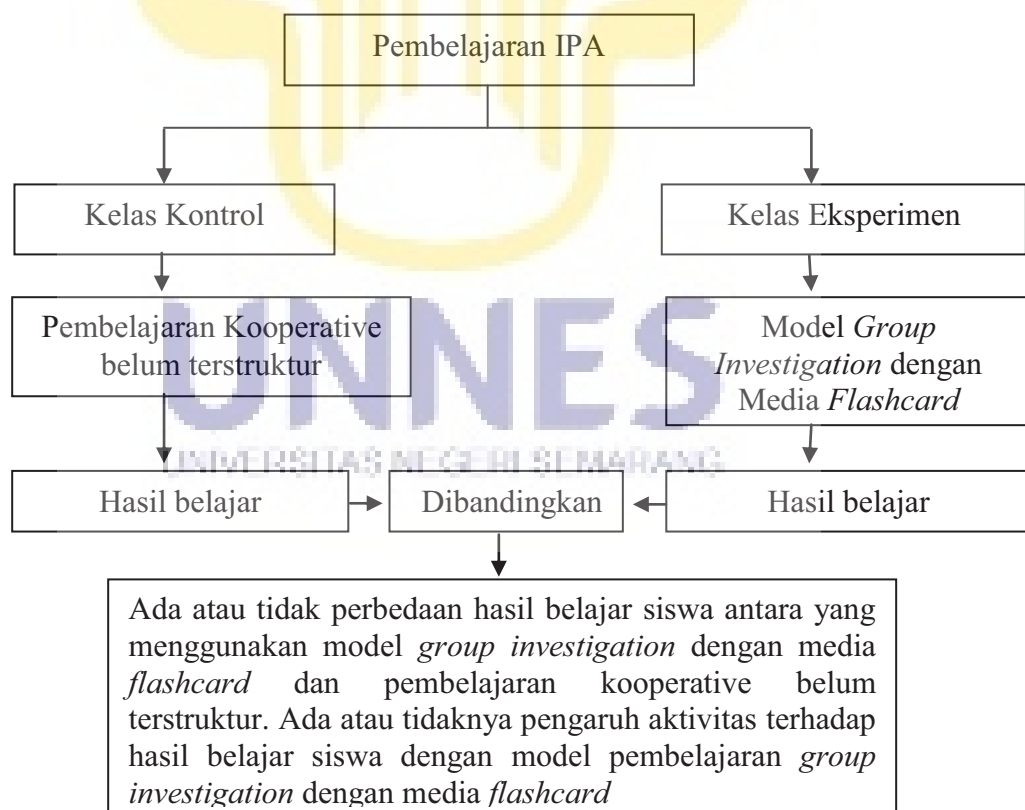 Pembelajaran IPA
Kelas Kontrol
Kelas Eksperimen
Pembelajaran Kooperative
belum terstruktur
Model Group
Investigation dengan
Media Flashcard
UNNES
UNIVERSITAS NEGERI SEMARANG
Hasil belajar
Dibandingkan
Hasil belajar
Ada atau tidak perbedaan hasil belajar siswa antara yang
menggunakan model group investigation dengan media
flashcard dan pembelajaran kooperative belum
terstruktur. Ada atau tidaknya pengaruh aktivitas terhadap
hasil belajar siswa dengan model pembelajaran group
investigation dengan media flashcard